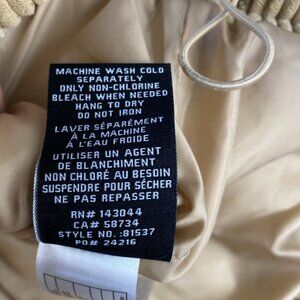 MACHINE WASH COLD
SEPARATELY
ONLY NON-CHLORINE
BLEACH WHEN NEEDED
HANG TO DRY
DO NOT IRON
LAVER SÉPARÉMENT
À LA MACHINE
À L'EAU FROIDE
UTILISER UN AGENT
DE BLANCHIMENT
NON CHLORÉ AU BESOIN
SUSPENDRE POUR SÉCHER
NE PAS REPASSER
RN# 143044
CA# 58734
STYLE NO.:81537
PO# 24216